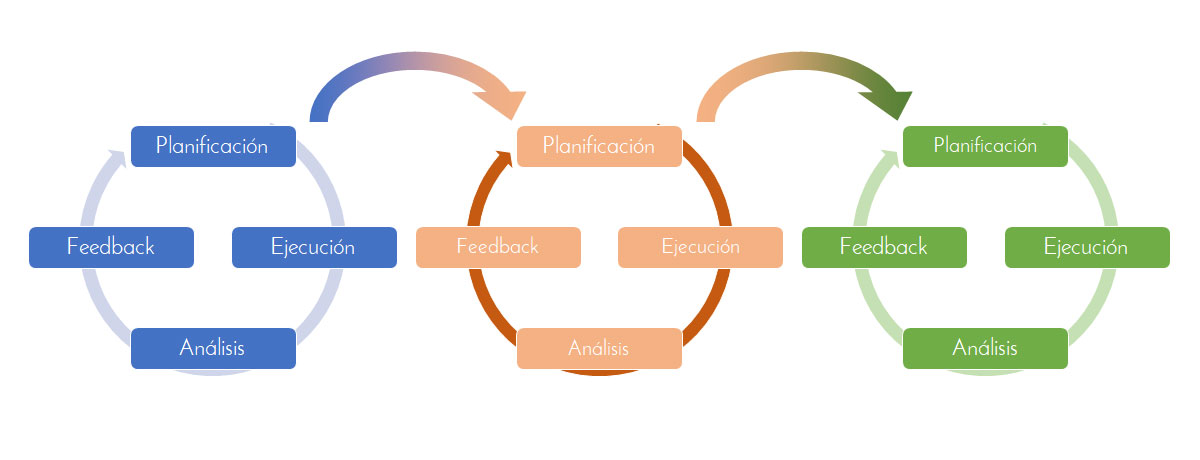 Planificación
Feedback
Ejecución
Análisis
Planificación
Feedback
Ejecución
Análisis
Planificación
Feedback
Ejecución
Análisis